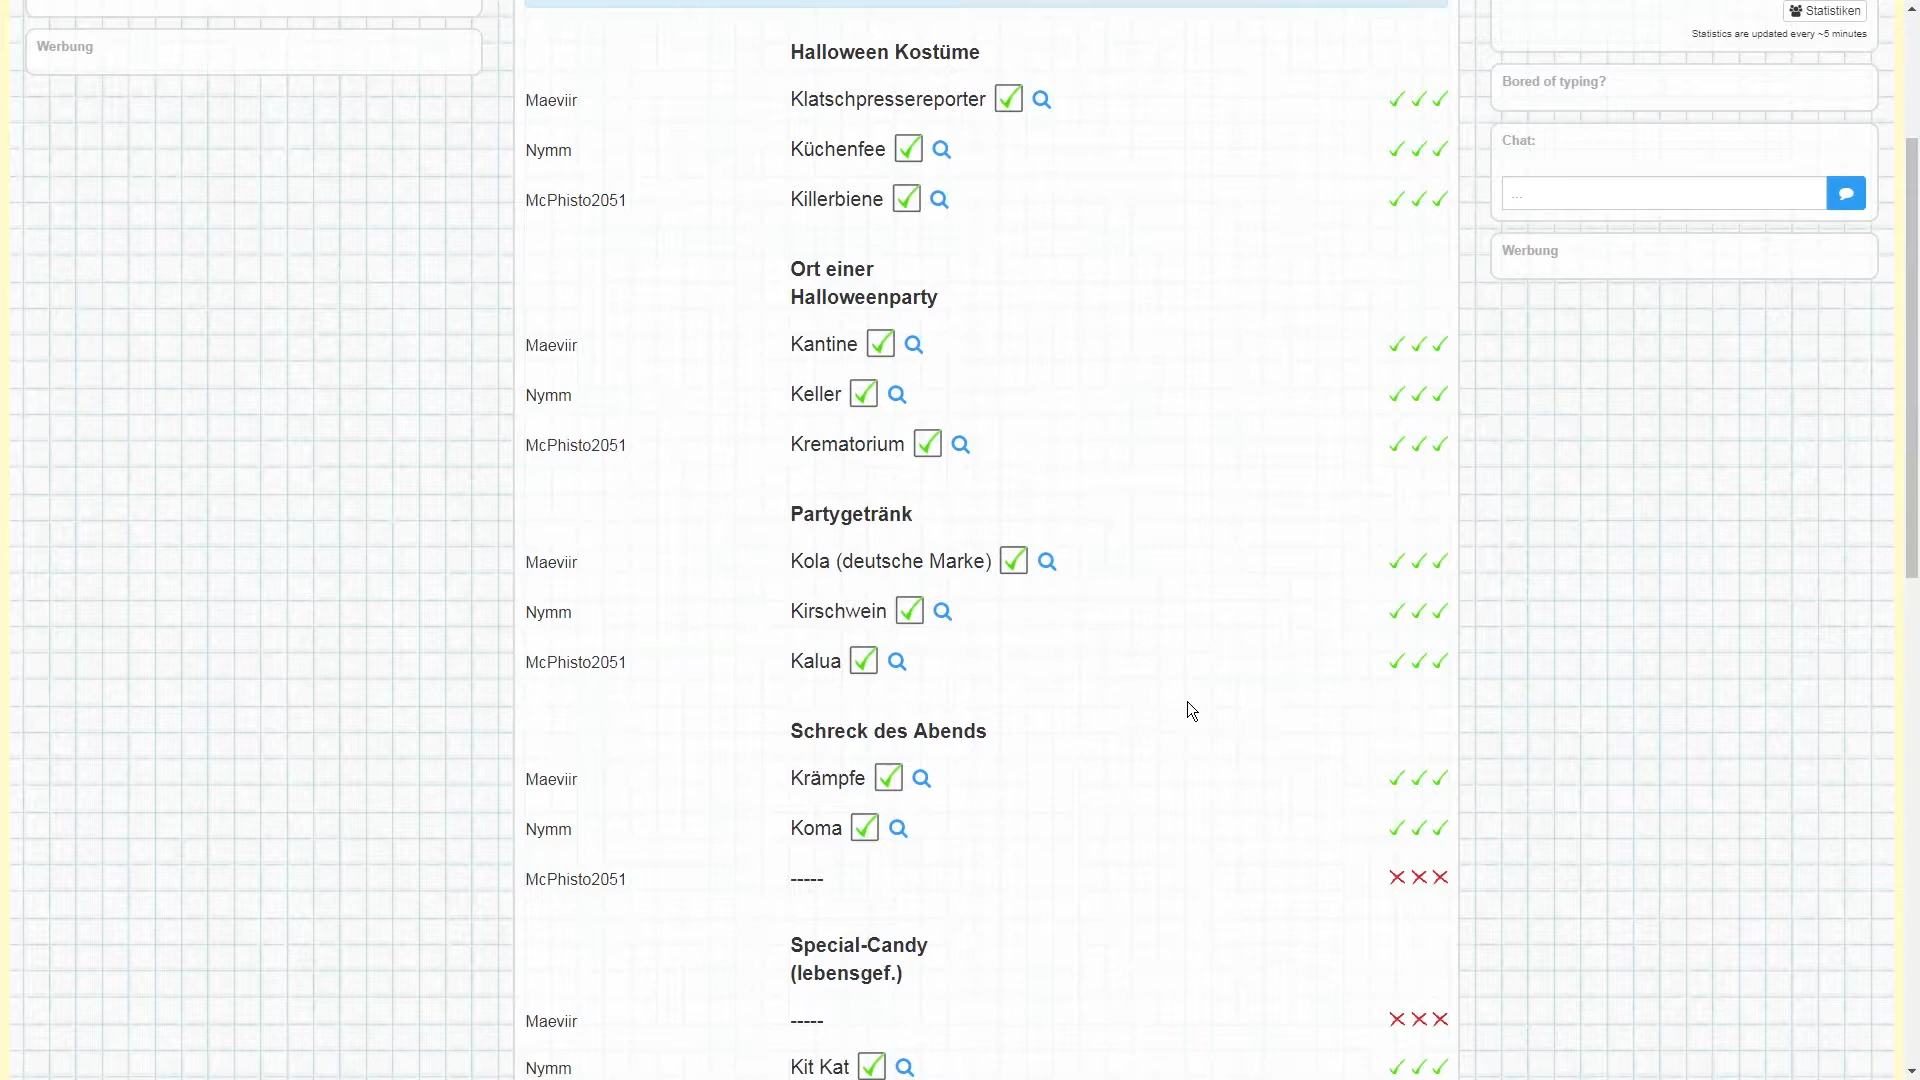 Werbung
Halloween Kostüme
Maeviir Klatschpressereporter
Nymm Küchenfee
McPhisto2051 Killerbiene
Ort einer
Halloweenparty
Maeviir Kantine
Nymm Keller
McPhisto2051 Krematorium
Partygetränk
Maeviir Kola (deutsche Marke)
Nymm Kirschwein
McPhisto2051 Kalua
Schreck des Abends
Maeviir Krämpfe
Nymm Koma
McPhisto2051 -----
Special-Candy
(lebensgef.)
Maeviir -----
Nymm Kit Kat
Statistiken
Statistics are updated every ~5 minutes
Bored of typing?
Chat:
...
Werbung